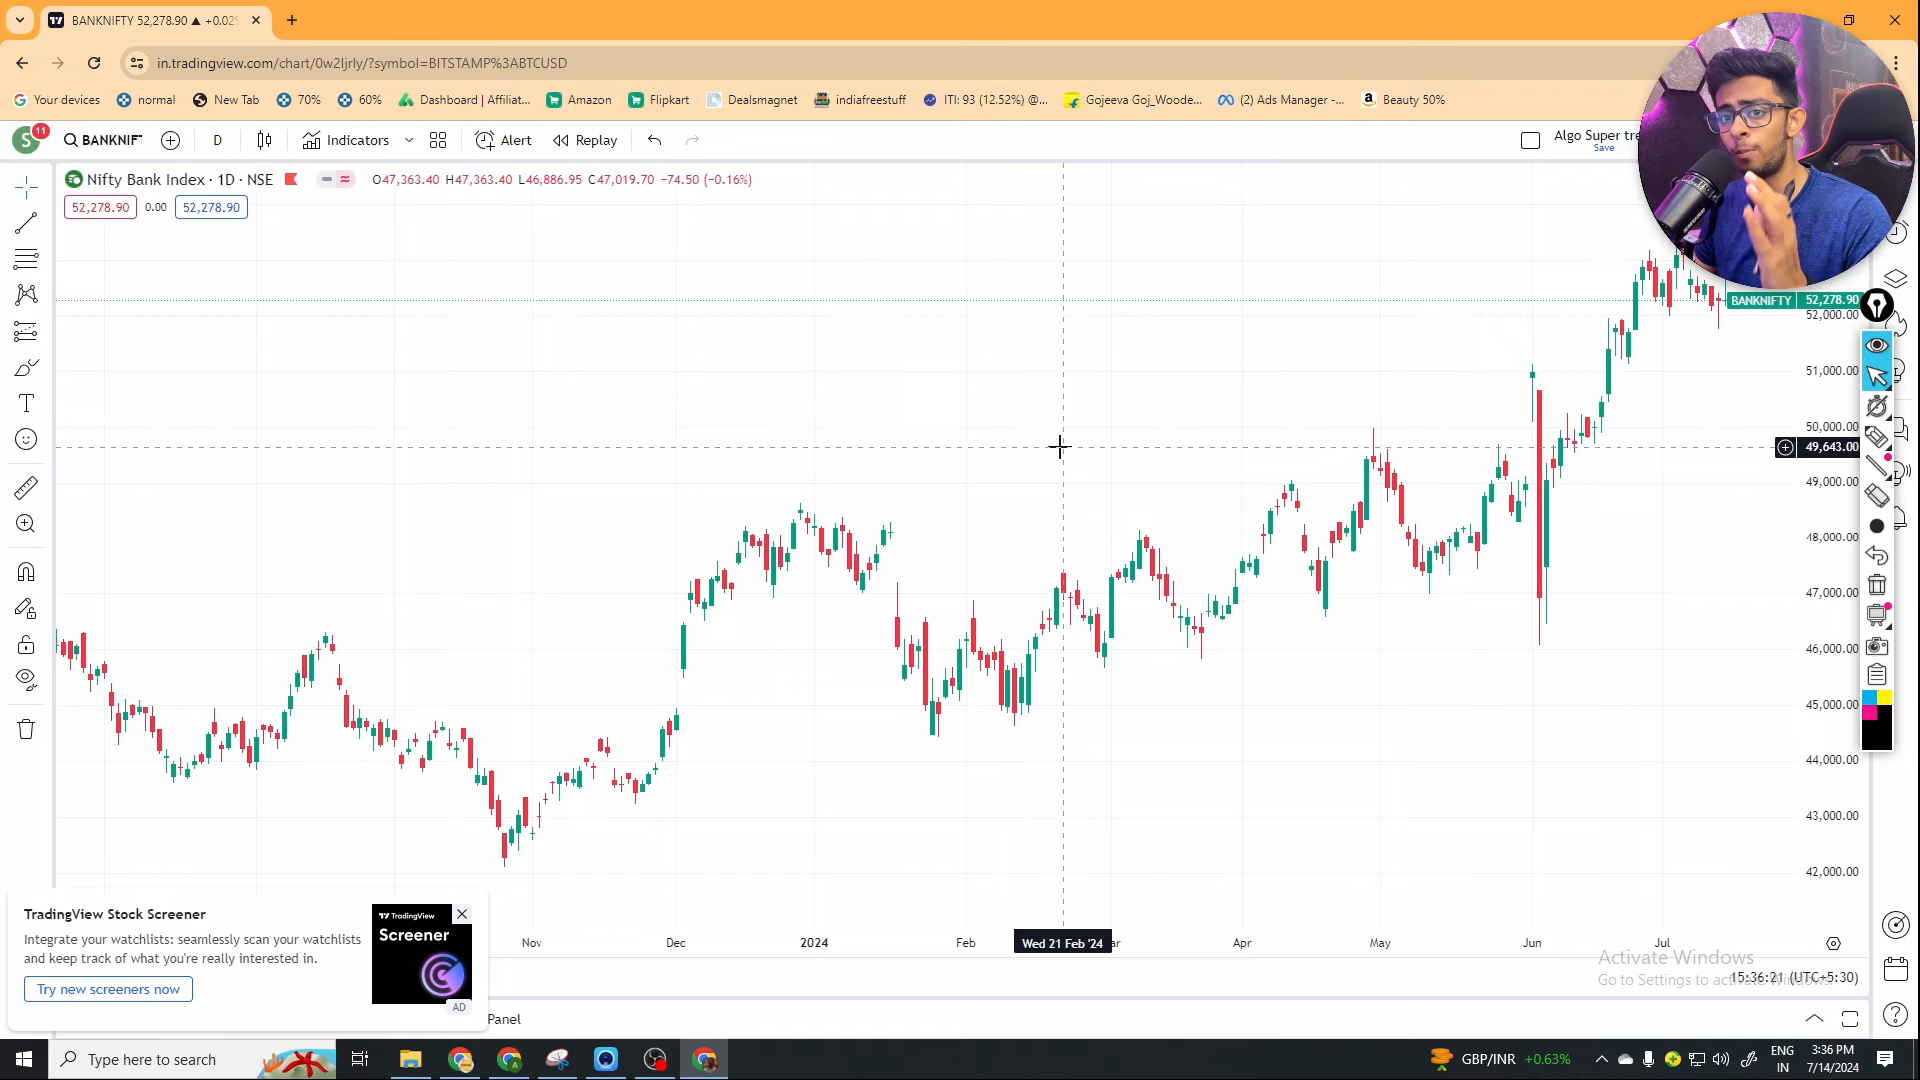 BANKNIFTY 52,278.90 ▲ +0.02%
in.tradingview.com/chart/0w2ljrly/?symbol=BITSTAMP%3ABTCUSD
Your devices normal New Tab 70% 60% Dashboard | Affiliat... Amazon Flipkart Dealsmagnet indiafreestuff ITI: 93 (12.52%) @... Gojeeva Goj_Woode... (2) Ads Manager -... Beauty 50%
S 11 BANKNIF D Indicators Alert Replay Algo Super tre
Save
Nifty Bank Index · 1D · NSE O47,363.40 H47,363.40 L46,886.95 C47,019.70 −74.50 (−0.16%)
52,278.90 0.00 52,278.90
BANKNIFTY 52,278.90
52,000.00
51,000.00
50,000.00
49,643.00
49,000.00
48,000.00
47,000.00
46,000.00
45,000.00
44,000.00
43,000.00
42,000.00
TradingView Stock Screener
Integrate your watchlists: seamlessly scan your watchlists
and keep track of what you're really interested in.
Try new screeners now
TradingView
Screener
AD
Nov Dec 2024 Feb Wed 21 Feb '24 ar Apr May Jun Jul
Activate Windows
Go to Settings to activate Windows.
15:36:21 (UTC+5:30)
Panel
Type here to search
GBP/INR +0.63%
ENG
IN
3:36 PM
7/14/2024